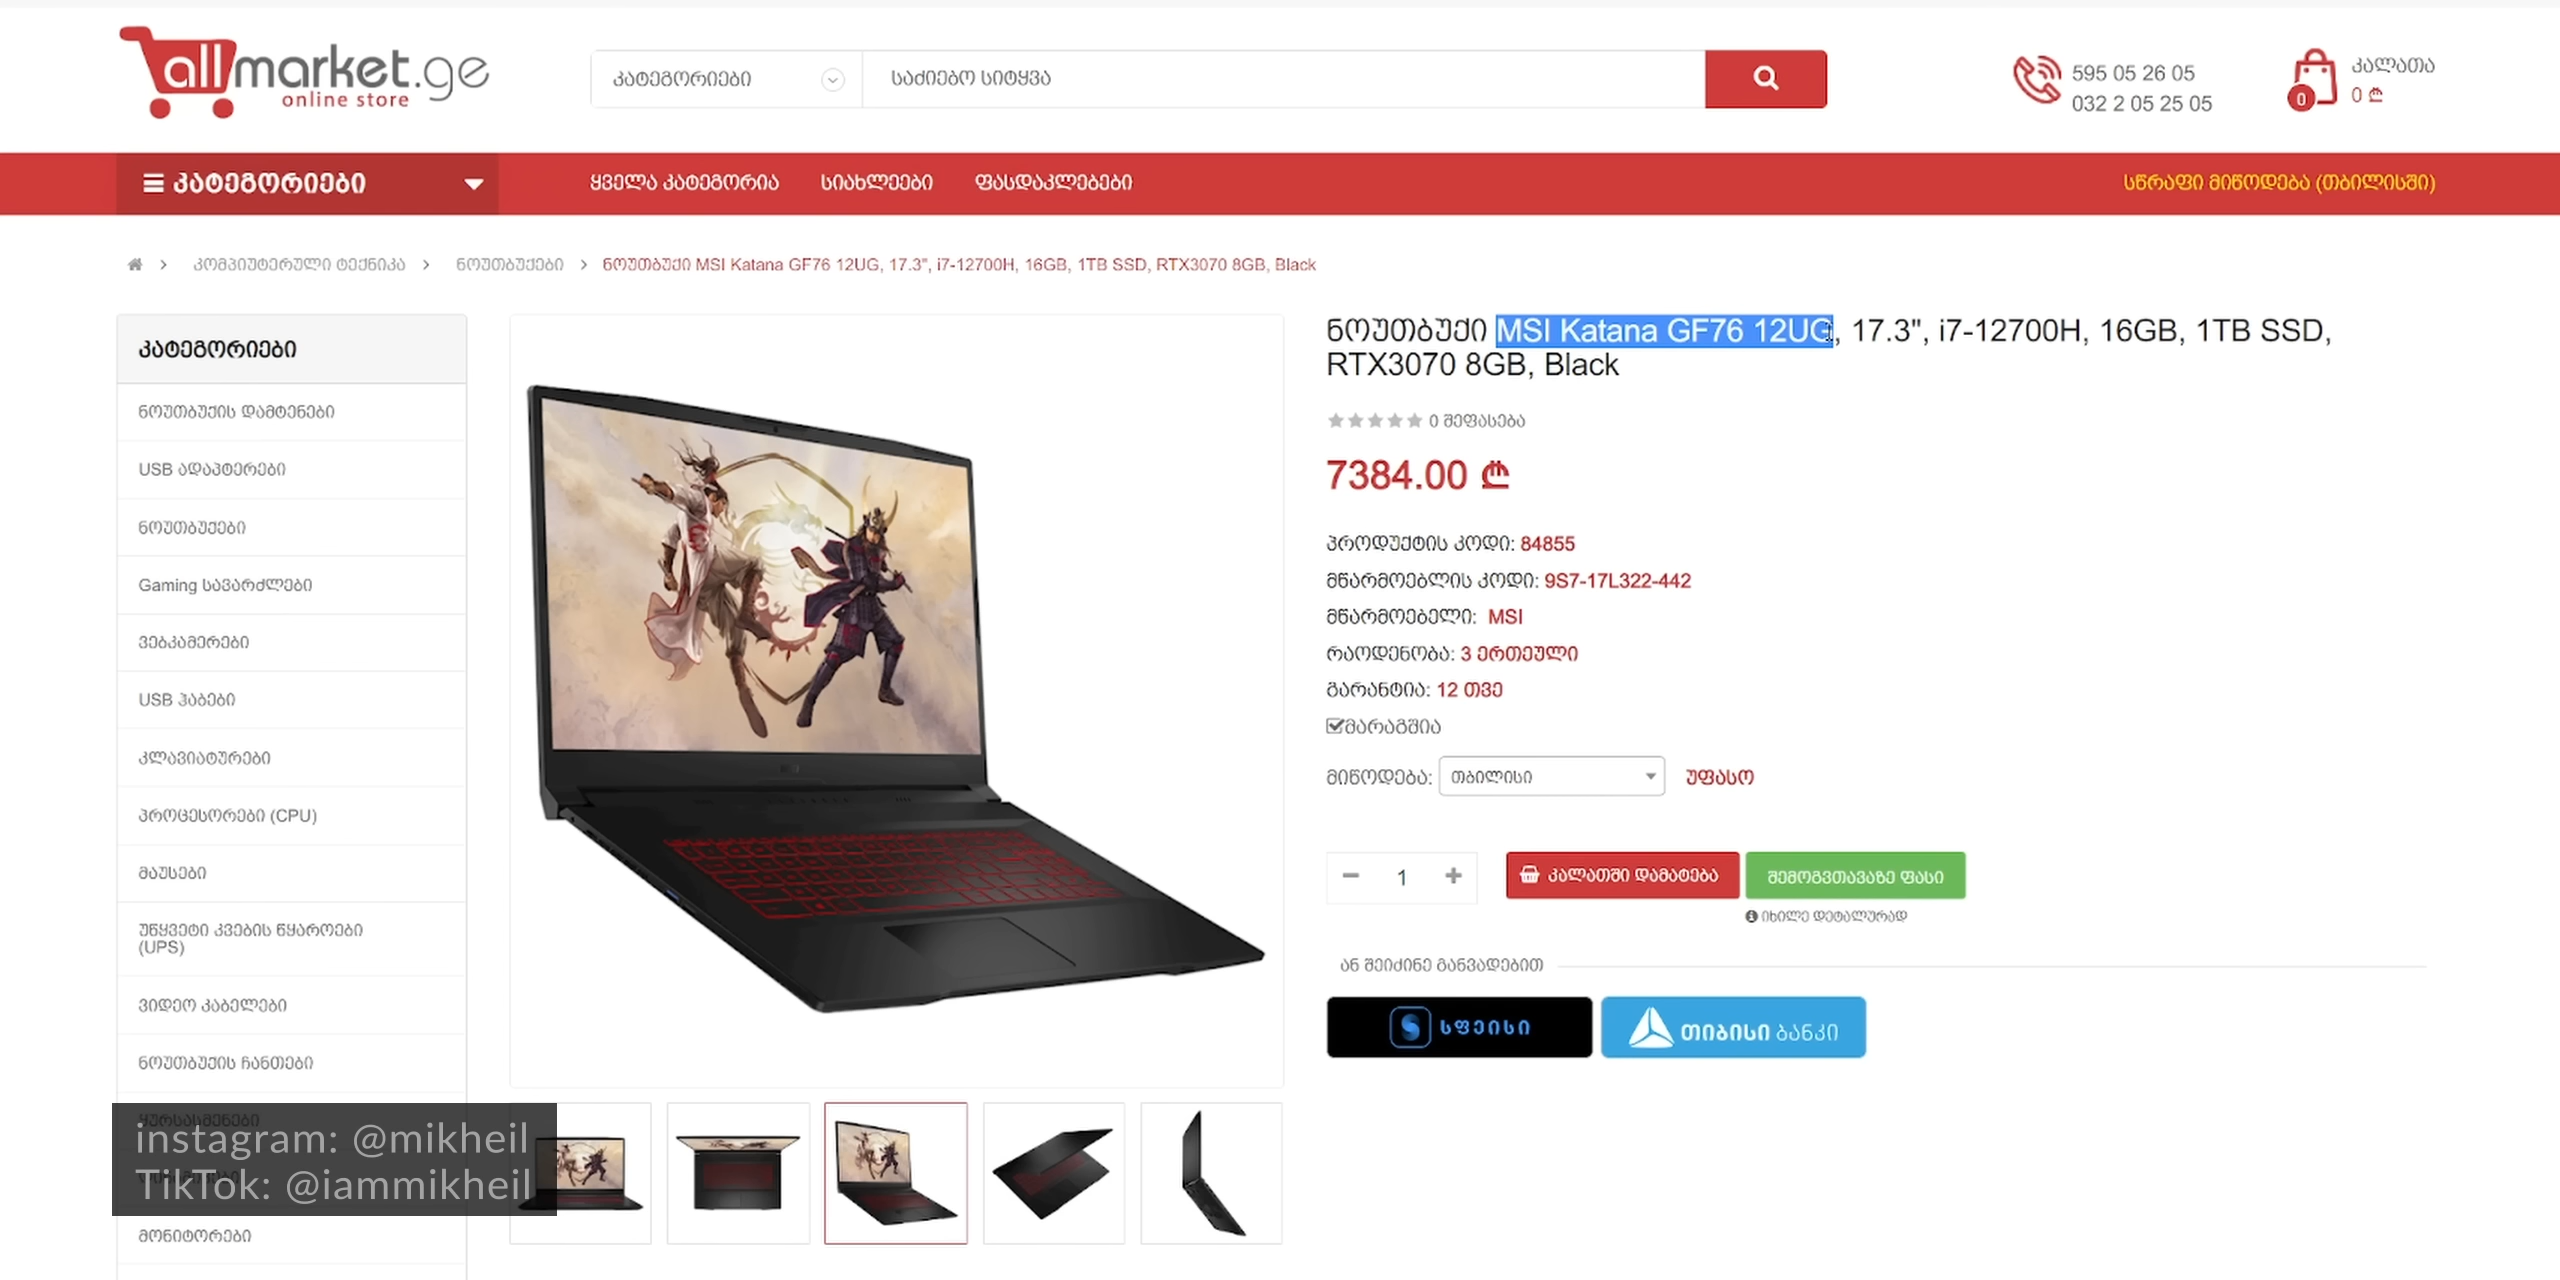 allmarket.ge
online store
კატეგორიები
საძიებო სიტყვა
595 05 26 05
032 2 05 25 05
კალათა
0
0 ₾
კატეგორიები
ყველა კატეგორია
სიახლეები
ფასდაკლებები
სწრაფი მიწოდება (თბილისში)
კომპიუტერული ტექნიკა
ნოუთბუქები
ნოუთბუქი MSI Katana GF76 12UG, 17.3", i7-12700H, 16GB, 1TB SSD, RTX3070 8GB, Black
კატეგორიები
ნოუთბუქის დამტენები
USB ადაპტერები
ნოუთბუქები
Gaming სავარძლები
ვებკამერები
USB ჰაბები
კლავიატურები
პროცესორები (CPU)
მაუსები
უწყვეტი კვების წყაროები
(UPS)
ვიდეო კაბელები
ნოუთბუქის ჩანთები
ყურსასმენები
მონიტორები
instagram: @mikheil
TikTok: @iammikheil
ნოუთბუქი MSI Katana GF76 12UG, 17.3", i7-12700H, 16GB, 1TB SSD,
RTX3070 8GB, Black
0 შეფასება
7384.00 ₾
პროდუქტის კოდი: 84855
მწარმოებლის კოდი: 9S7-17L322-442
მწარმოებელი: MSI
რაოდენობა: 3 ერთეული
გარანტია: 12 თვე
მარაგშია
მიწოდება: თბილისი უფასო
1
კალათში დამატება
შემოგვთავაზე ფასი
იხილე დეტალურად
ან შეიძინე განვადებით
სფეისი
თიბისი ბანკი